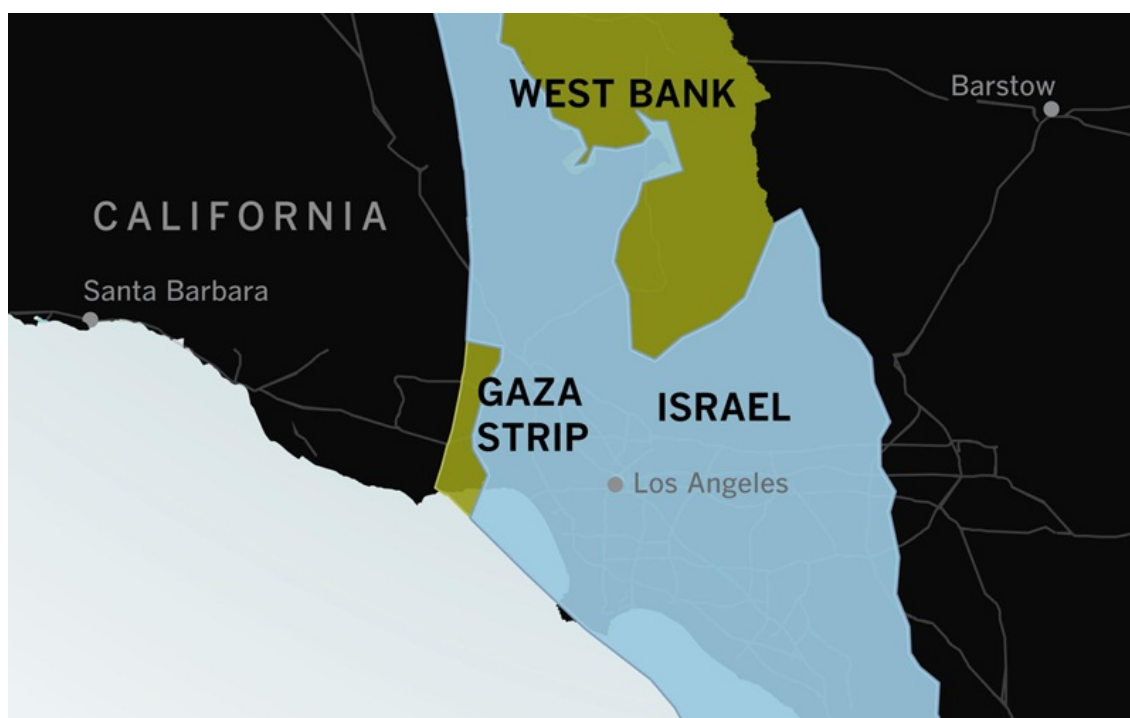 WEST BANK
Barstow
CALIFORNIA
Santa Barbara
GAZA
STRIP
ISRAEL
Los Angeles